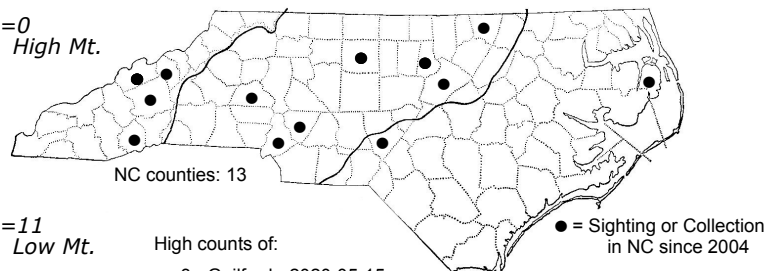 =0
High Mt.
NC counties: 13
=11
Low Mt.
High counts of:
● = Sighting or Collection
in NC since 2004